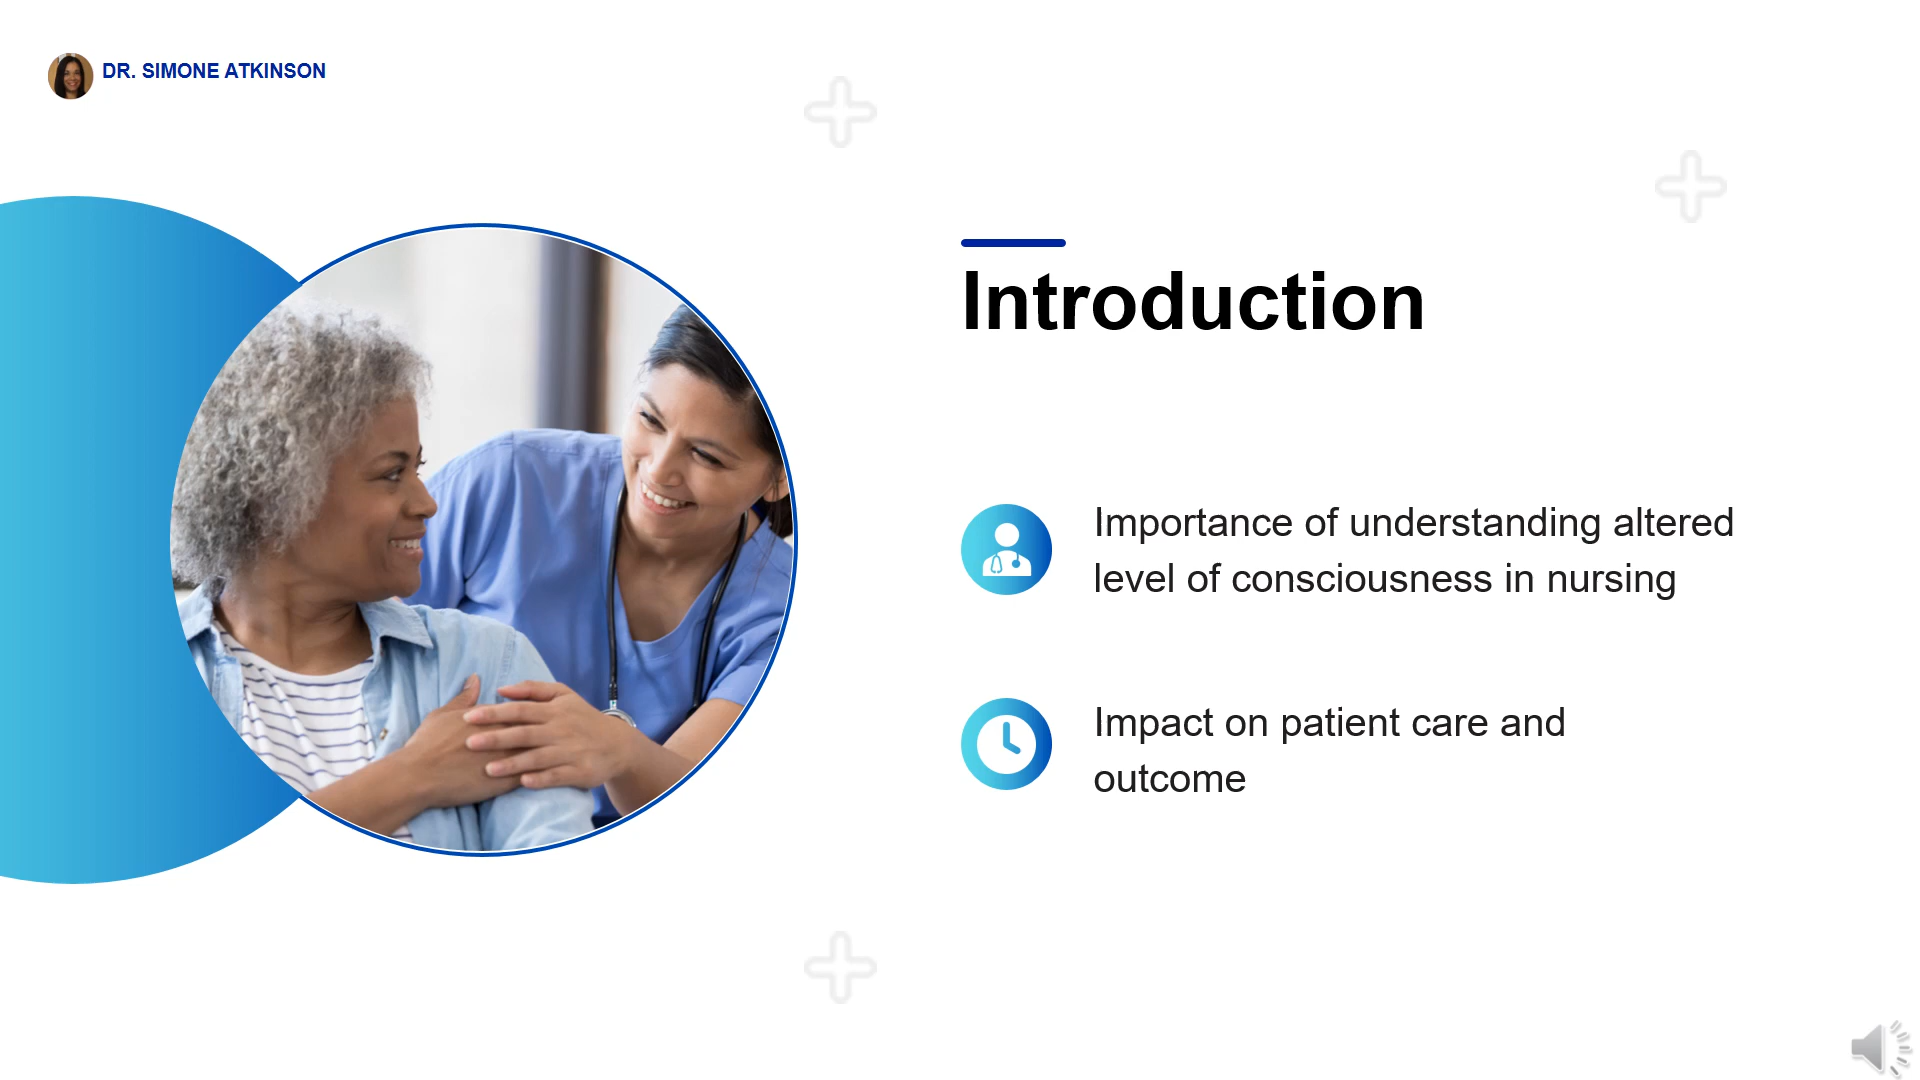 DR. SIMONE ATKINSON
Introduction
Importance of understanding altered
level of consciousness in nursing
Impact on patient care and
outcome